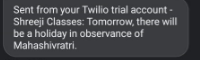 Sent from your Twilio trial account -
Shreeji Classes: Tomorrow, there will
be a holiday in observance of
Mahashivratri.